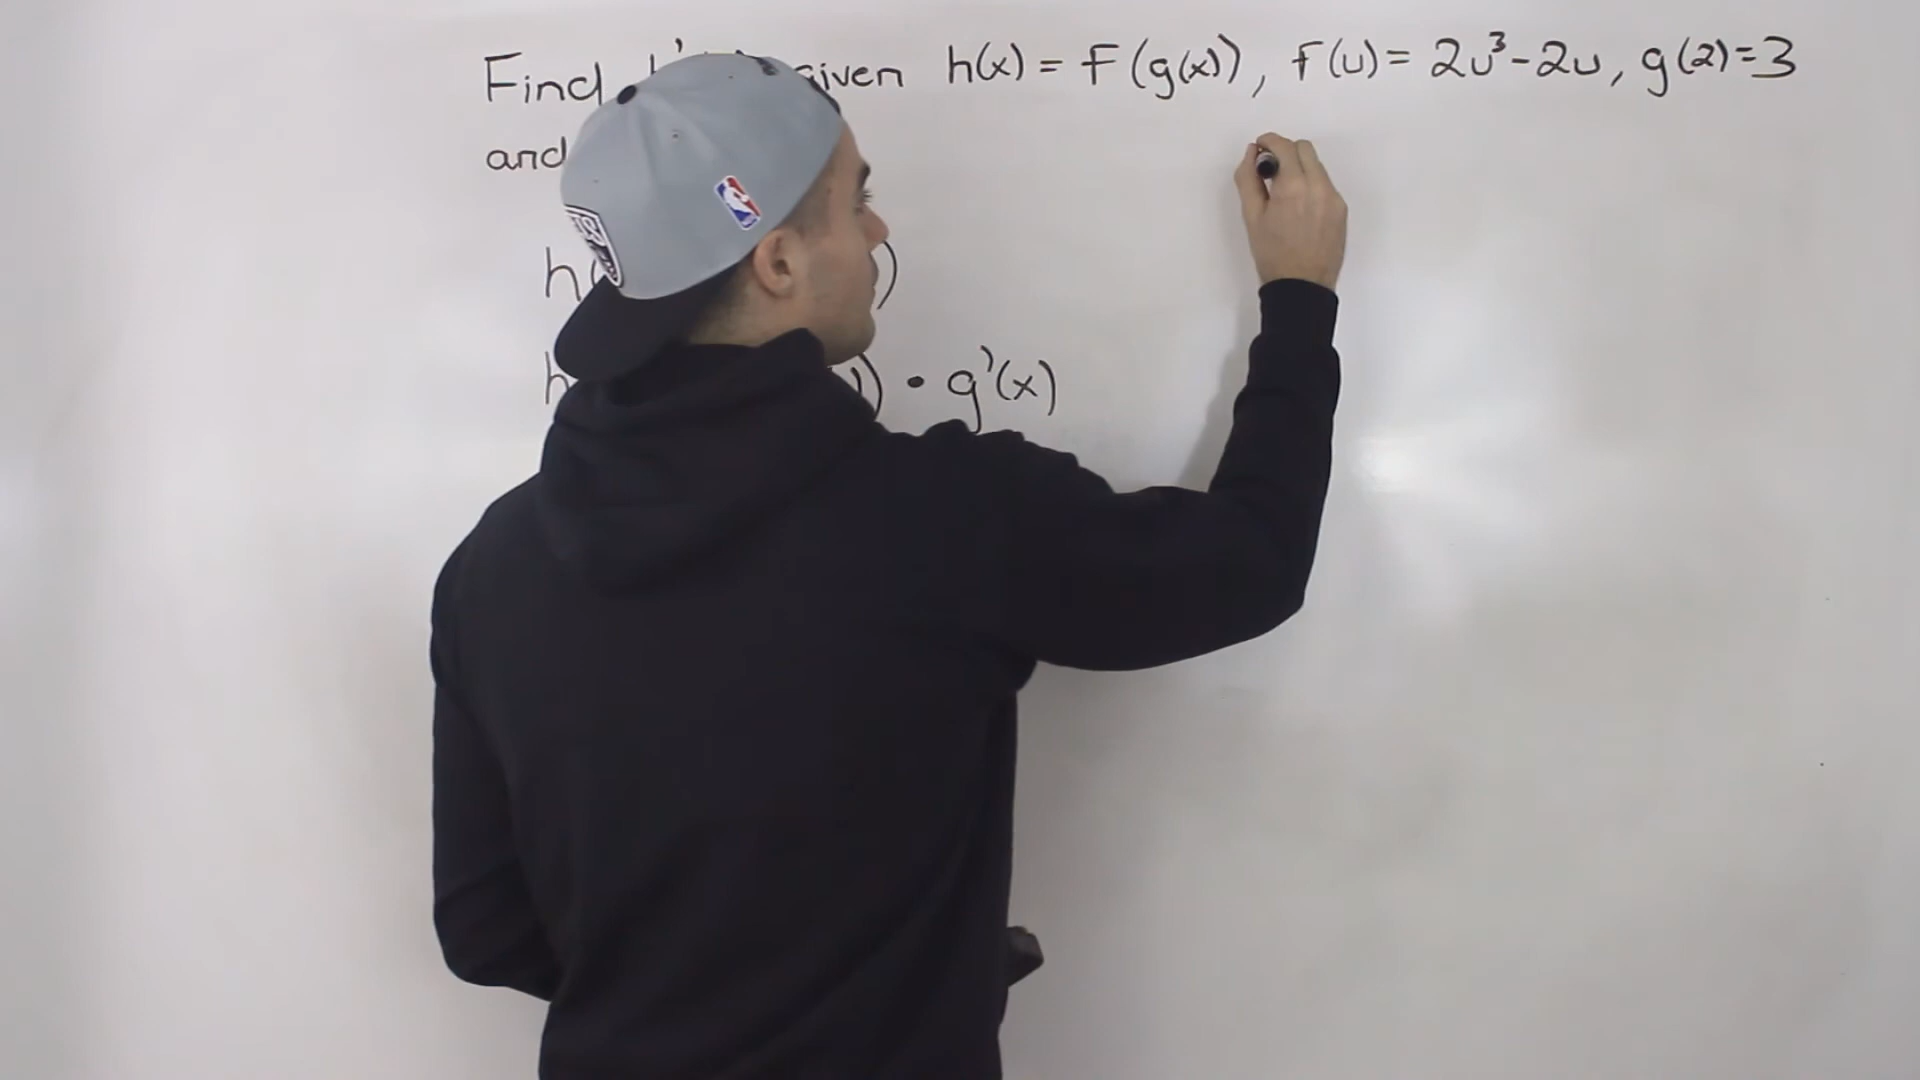 Find given h(x) = f(g(x)), f(u) = 2u³-2u, g(2)=3
and
h( )
h ) • g'(x)